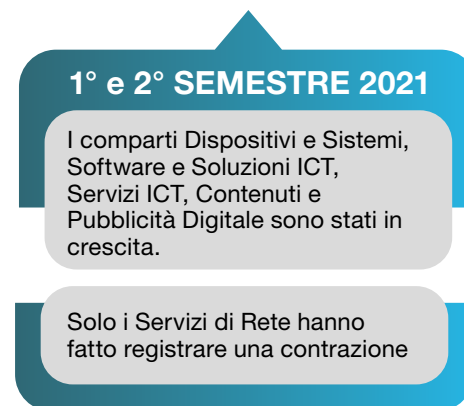 1° e 2° SEMESTRE 2021
I comparti Dispositivi e Sistemi,
Software e Soluzioni ICT,
Servizi ICT, Contenuti e
Pubblicità Digitale sono stati in
crescita.
Solo i Servizi di Rete hanno
fatto registrare una contrazione